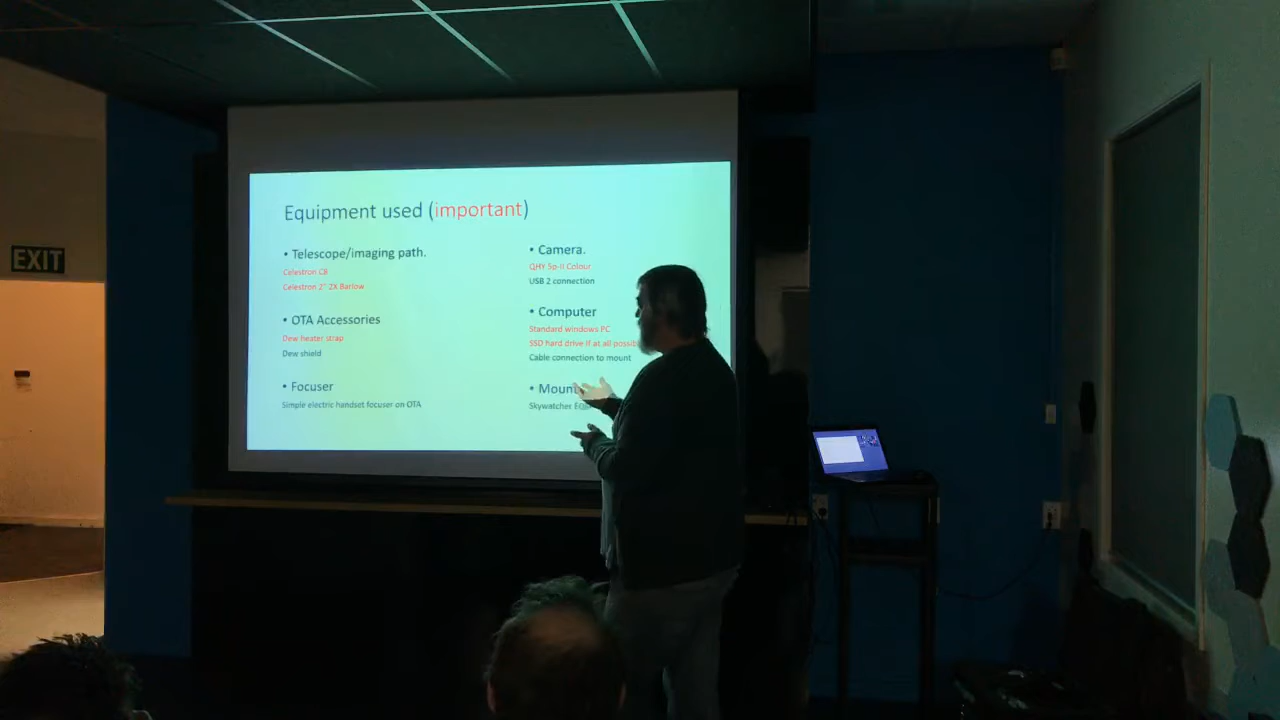 EXIT
Equipment used (important)
• Telescope/imaging path.
Celestron C8
Celestron 2" 2X Barlow
• OTA Accessories
Dew heater strap
Dew shield
• Focuser
Simple electric handset focuser on OTA
• Camera.
QHY 5p-II Colour
USB 2 connection
• Computer
Standard windows PC
SSD hard drive if at all
Cable connection to mount
Skywatcher